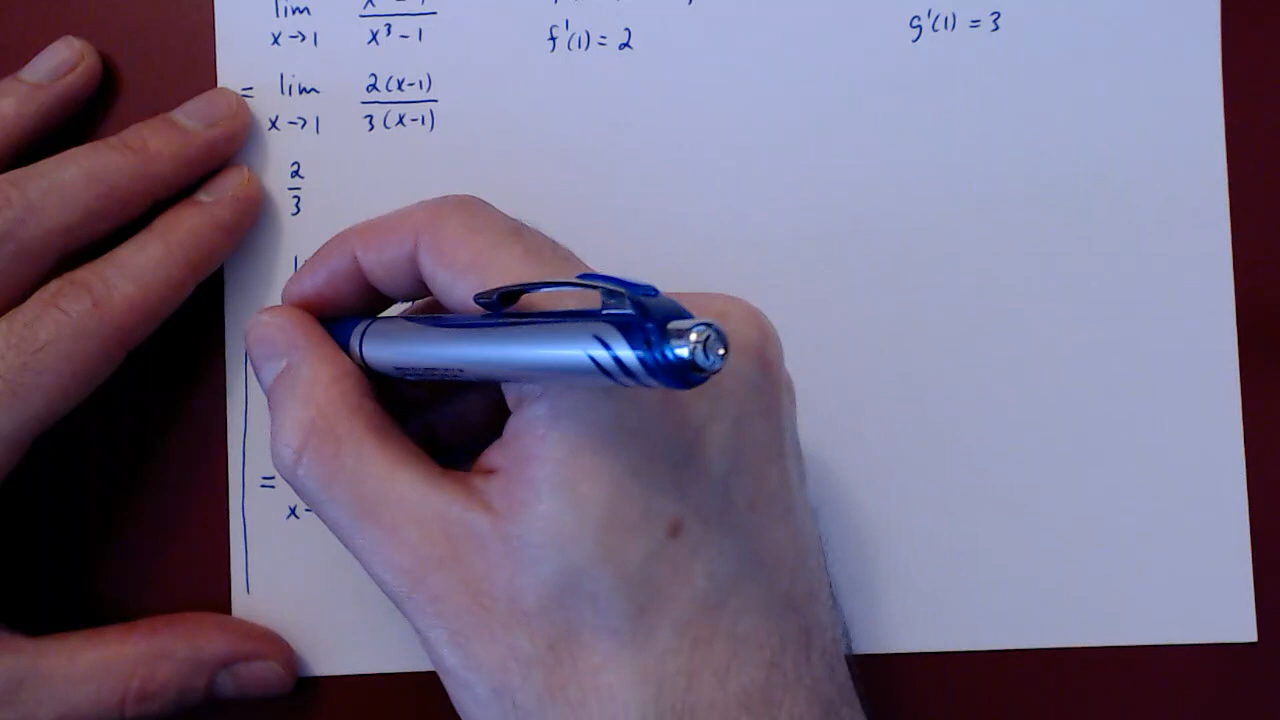 lim
x→1 x³-1 f'(1) = 2 g'(1) = 3
= lim 2(x-1)
x→1 3(x-1)
2
3
=
x